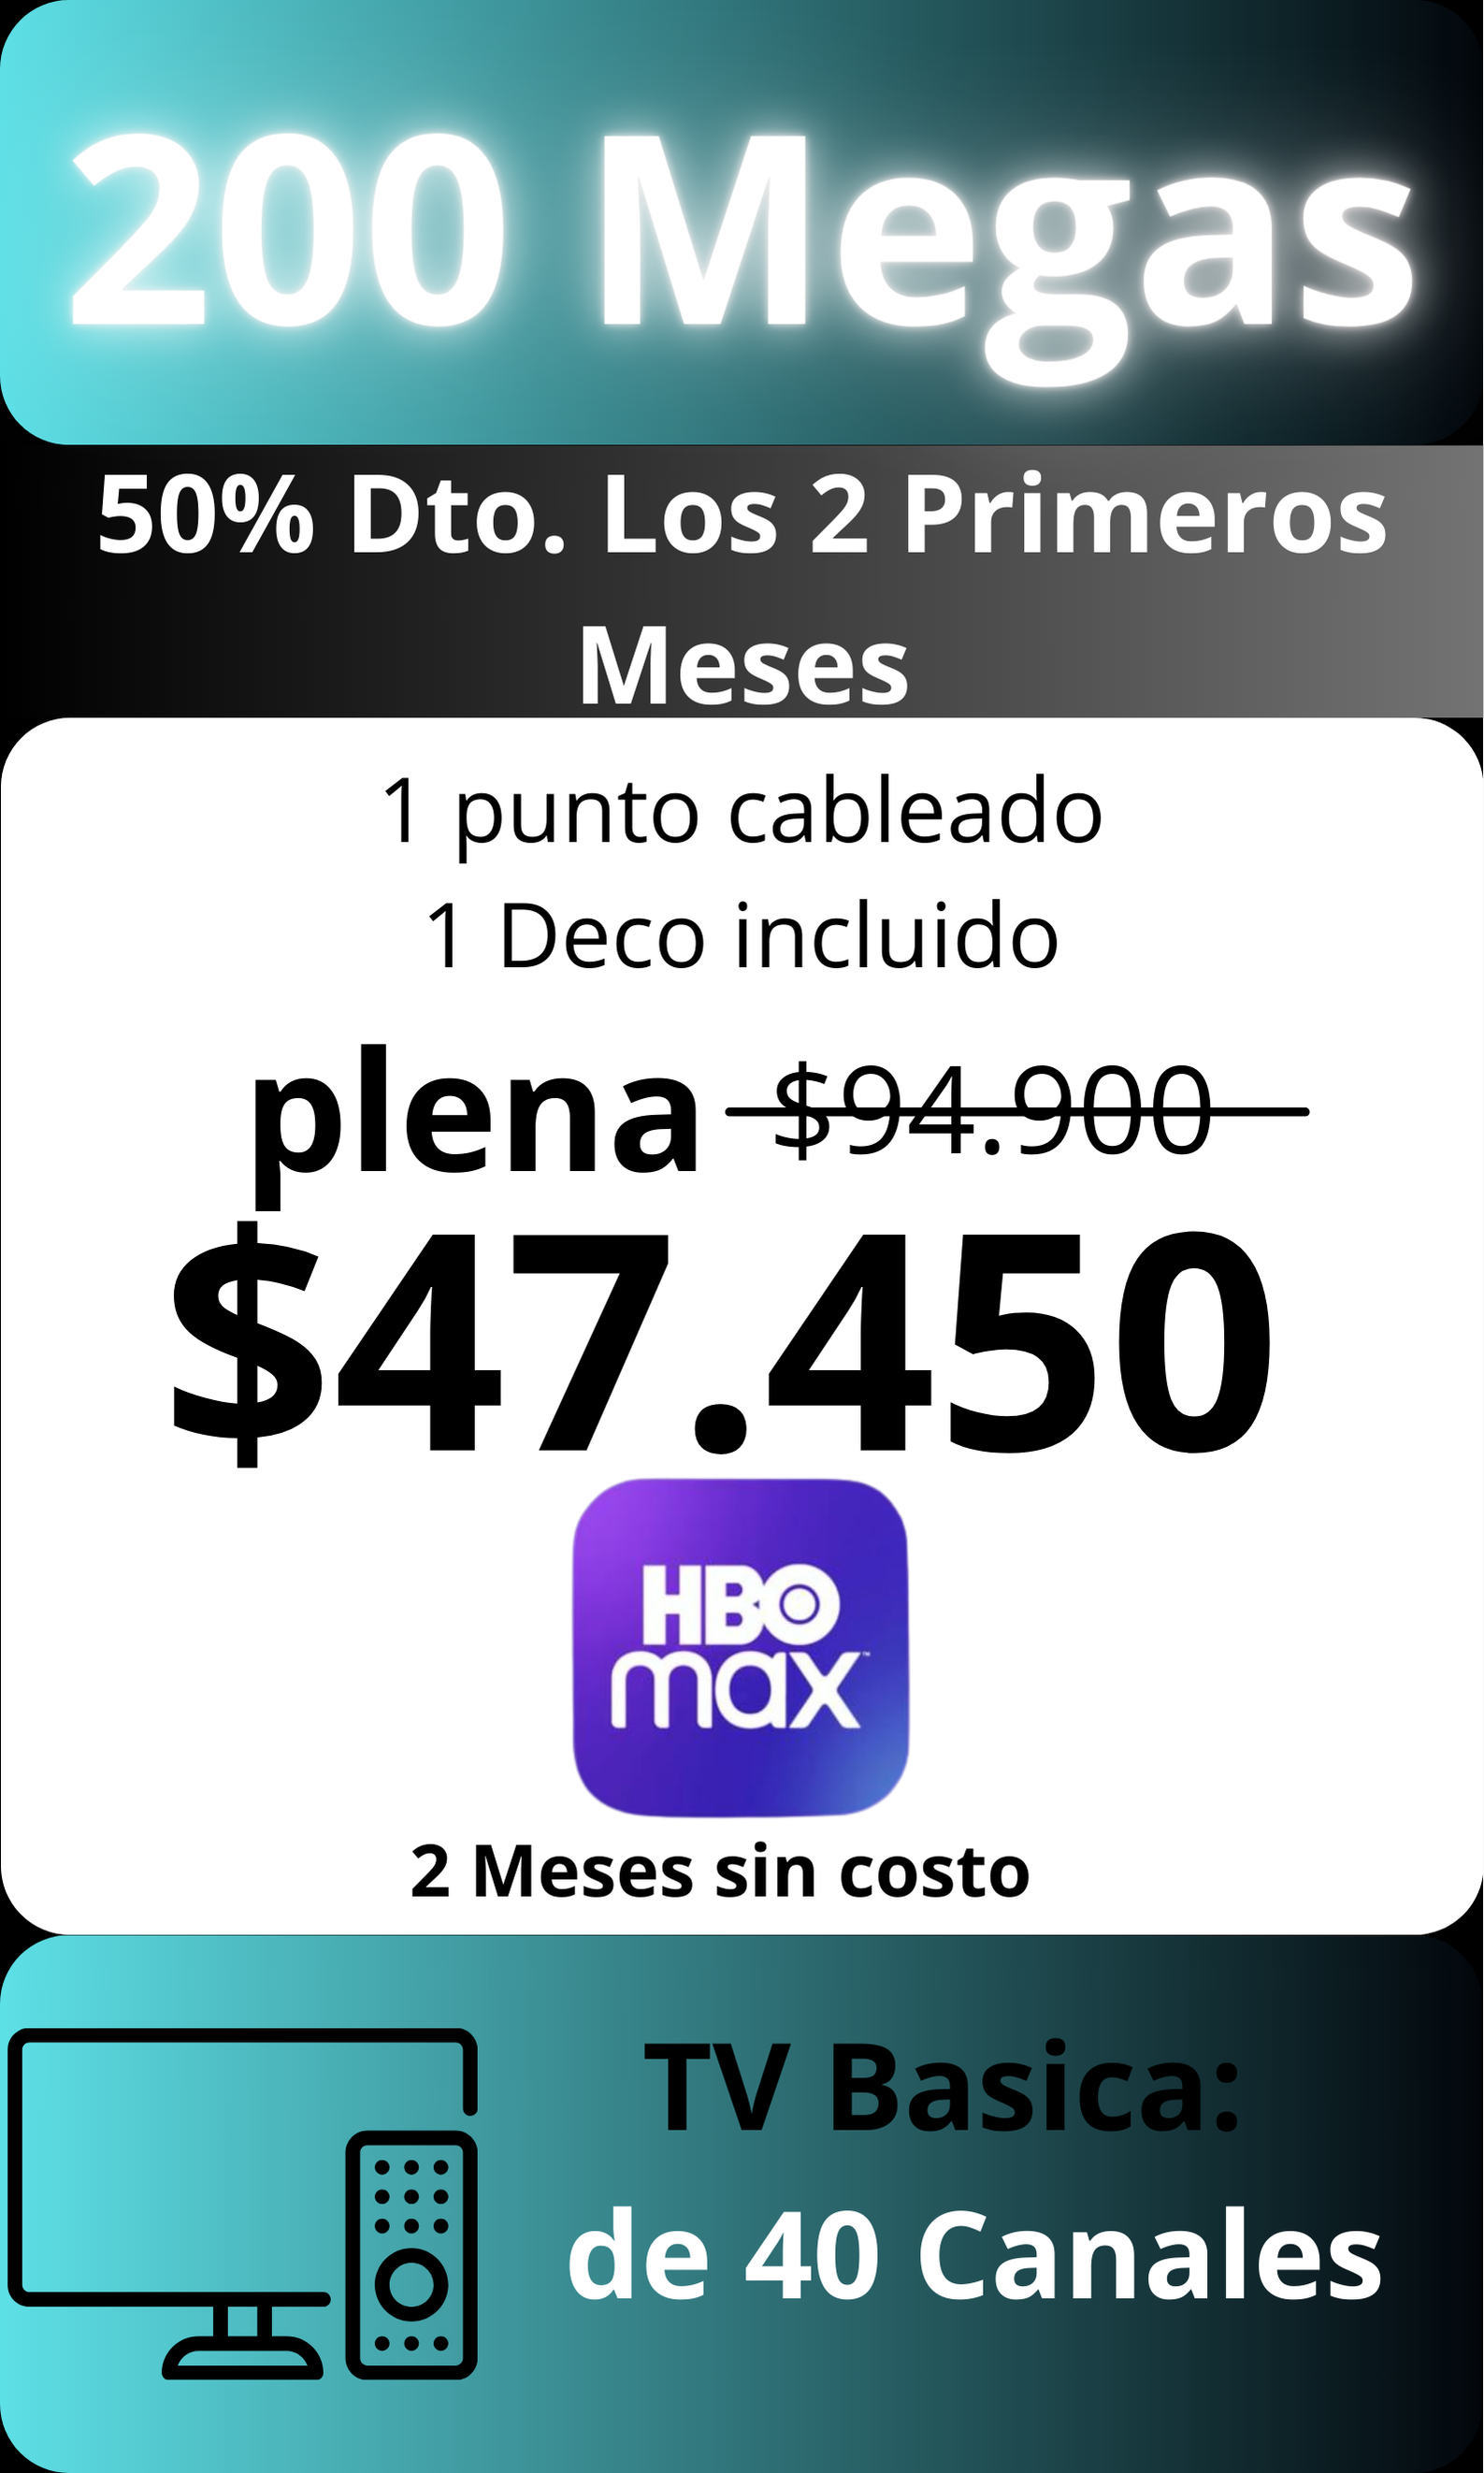 200 Megas
50% Dto. Los 2 Primeros
Meses
1 punto cableado
1 Deco incluido
plena $94.900
$47.450
HBO
max™
2 Meses sin costo
TV Basica:
de 40 Canales